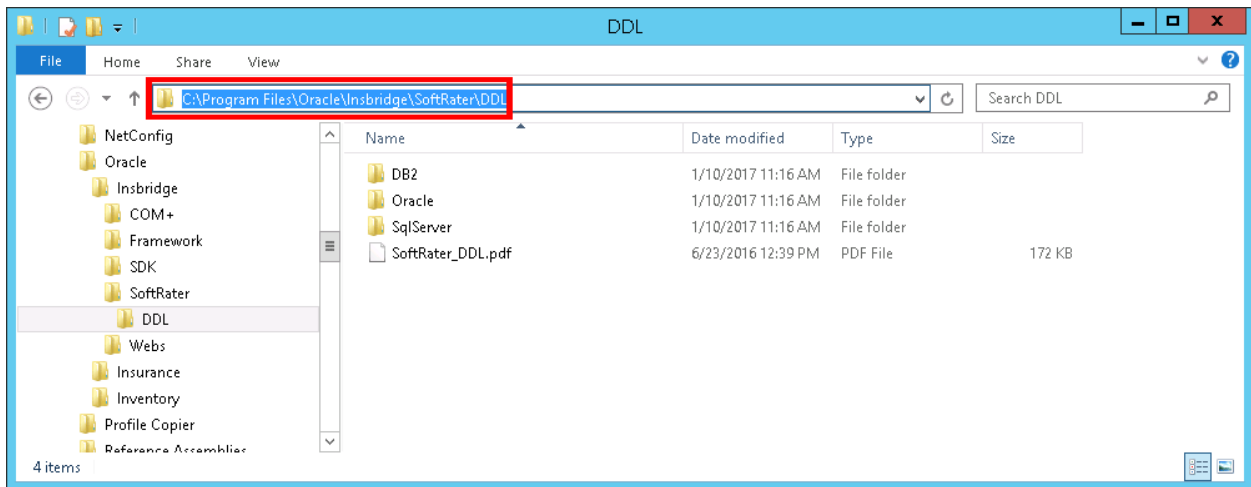 DDL
x
File Home Share View
?
C:\Program Files\Oracle\Insbridge\SoftRater\DDL
Search DDL
NetConfig
Oracle
Insbridge
COM+
Framework
SDK
SoftRater
DDL
Webs
Insurance
Inventory
Profile Copier
Reference Assemblies
Name Date modified Type Size
DB2 1/10/2017 11:16 AM File folder
Oracle 1/10/2017 11:16 AM File folder
SqlServer 1/10/2017 11:16 AM File folder
SoftRater_DDL.pdf 6/23/2016 12:39 PM PDF File 172 KB
4 items